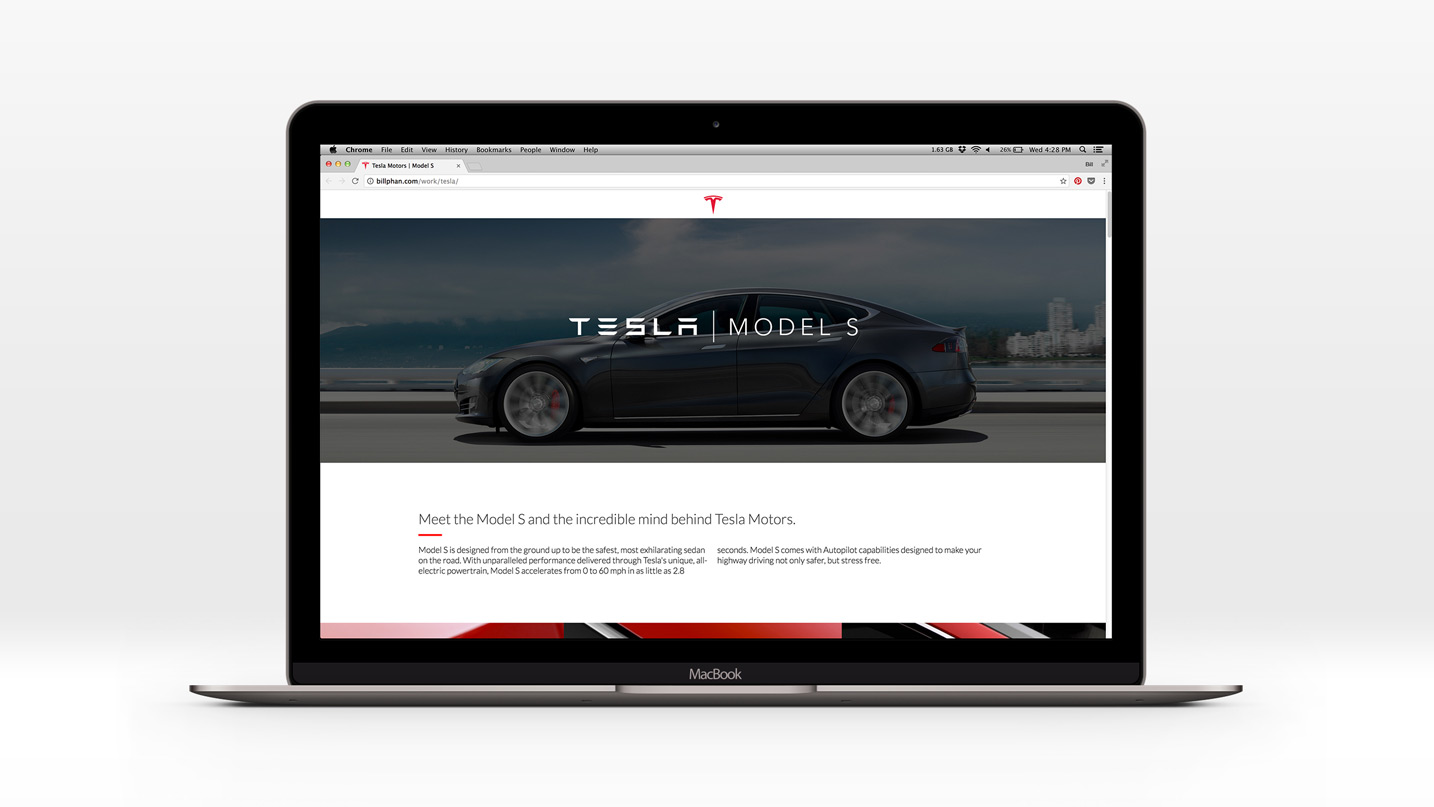 Chrome File Edit View History Bookmarks People Window Help 1.63 GB 26% Wed 4:28 PM
Tesla Motors | Model S Bill
billphan.com/work/tesla/
TESLA | MODEL S
Meet the Model S and the incredible mind behind Tesla Motors.
Model S is designed from the ground up to be the safest, most exhilarating sedan
on the road. With unparalleled performance delivered through Tesla's unique, all-
electric powertrain, Model S accelerates from 0 to 60 mph in as little as 2.8
seconds. Model S comes with Autopilot capabilities designed to make your
highway driving not only safer, but stress free.
MacBook